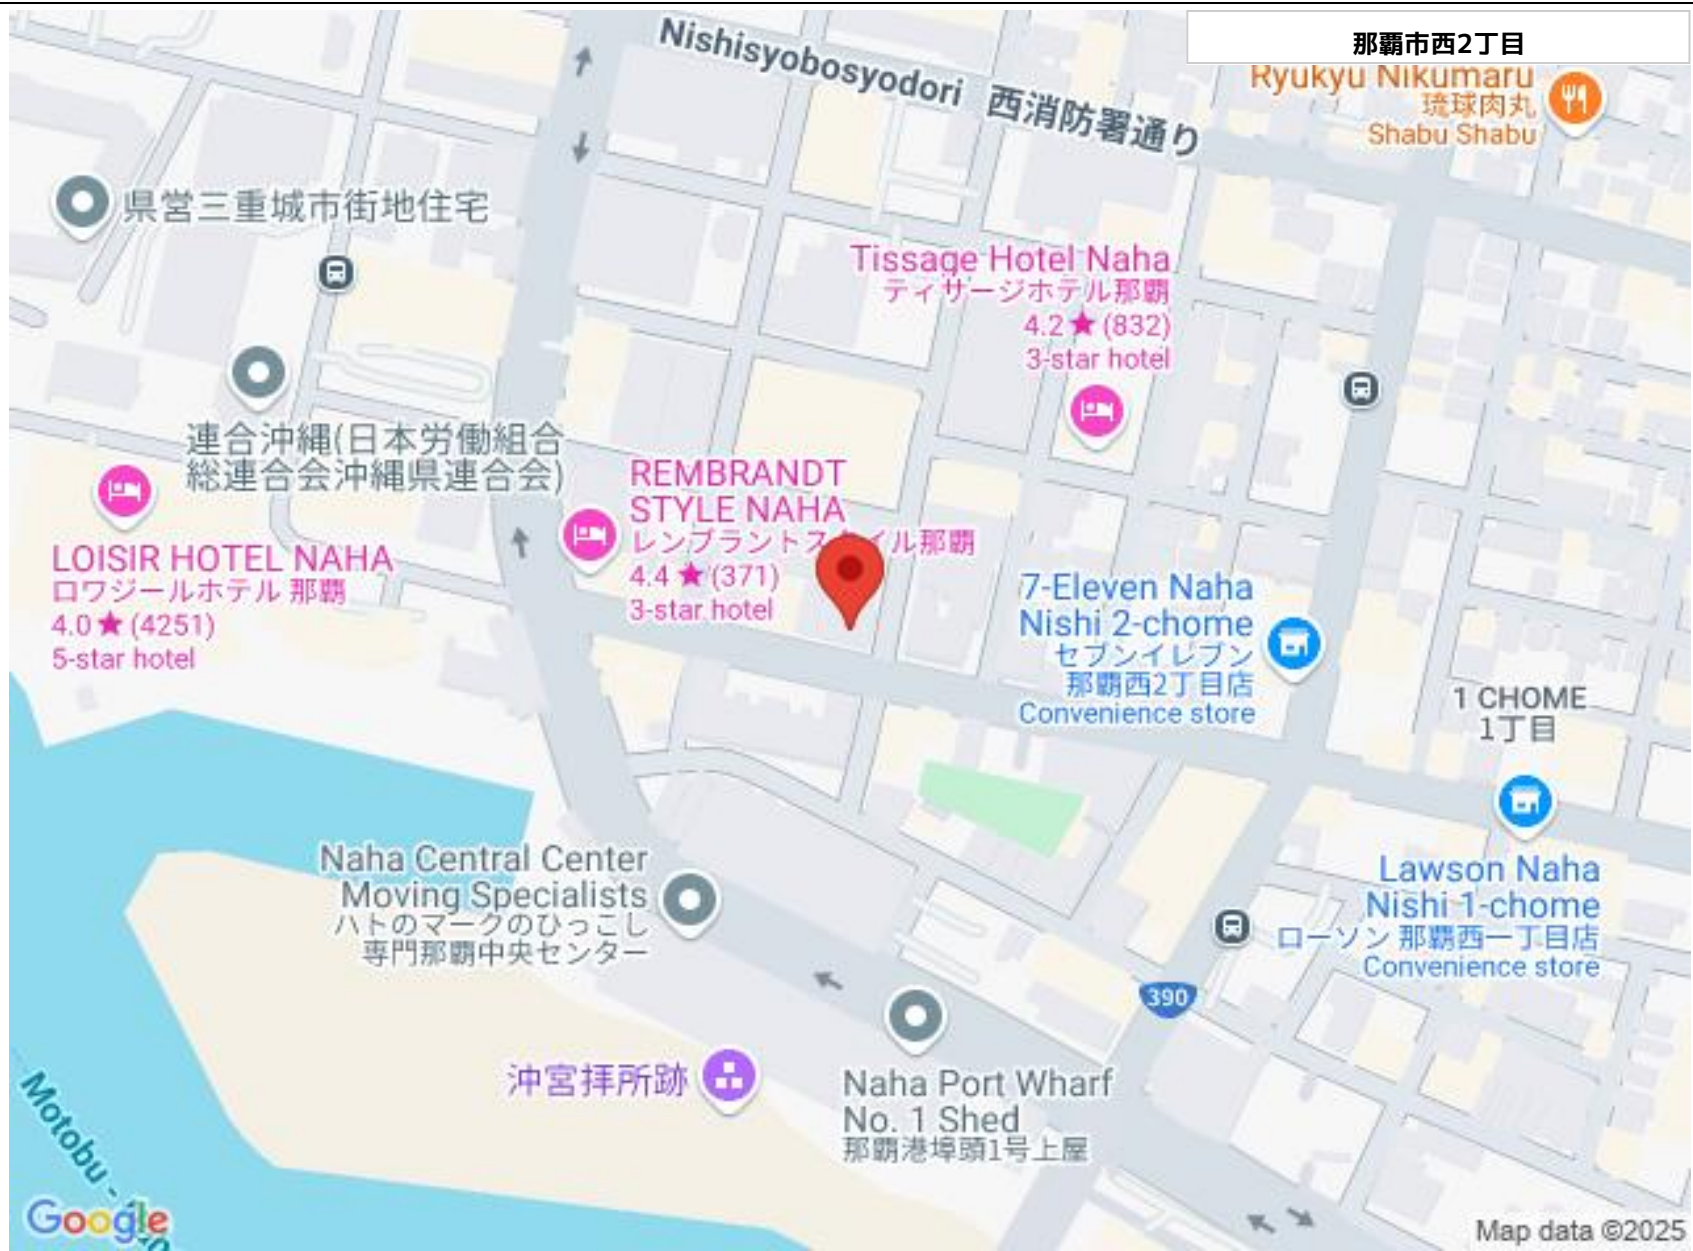 那覇市西2丁目
Nishisyobosyodori 西消防署通り
Ryukyu Nikumaru
琉球肉丸
Shabu Shabu
県営三重城市街地住宅
Tissage Hotel Naha
ティサージホテル那覇
4.2★(832)
3-star hotel
連合沖縄(日本労働組合
総連合会沖縄県連合会)
REMBRANDT
STYLE NAHA
レンブラントス イル那覇
4.4★(371)
3-star hotel
LOISIR HOTEL NAHA
ロワジールホテル 那覇
4.0★(4251)
5-star hotel
7-Eleven Naha
Nishi 2-chome
セブンイレブン
那覇西2丁目店
Convenience store
1 CHOME
1丁目
Lawson Naha
Nishi 1-chome
ローソン 那覇西一丁目店
Convenience store
Naha Central Center
Moving Specialists
ハトのマークのひっこし
専門那覇中央センター
390
沖宮拝所跡
Naha Port Wharf
No. 1 Shed
那覇港埠頭1号上屋
Motobu -
Google
Map data ©2025